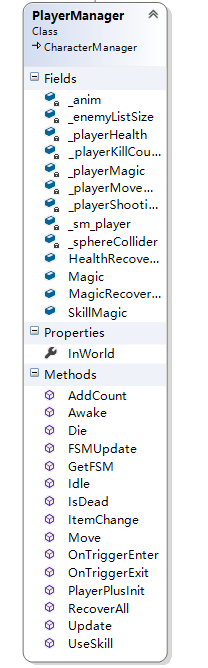 PlayerManager
Class
CharacterManager
Fields
_anim
_enemyListSize
_playerHealth
_playerKillCou...
_playerMagic
_playerMove...
_playerShooti...
_sm_player
_sphereCollider
HealthRecove...
Magic
MagicRecover...
SkillMagic
Properties
InWorld
Methods
AddCount
Awake
Die
FSMUpdate
GetFSM
Idle
IsDead
ItemChange
Move
OnTriggerEnter
OnTriggerExit
PlayerPlusInit
RecoverAll
Update
UseSkill